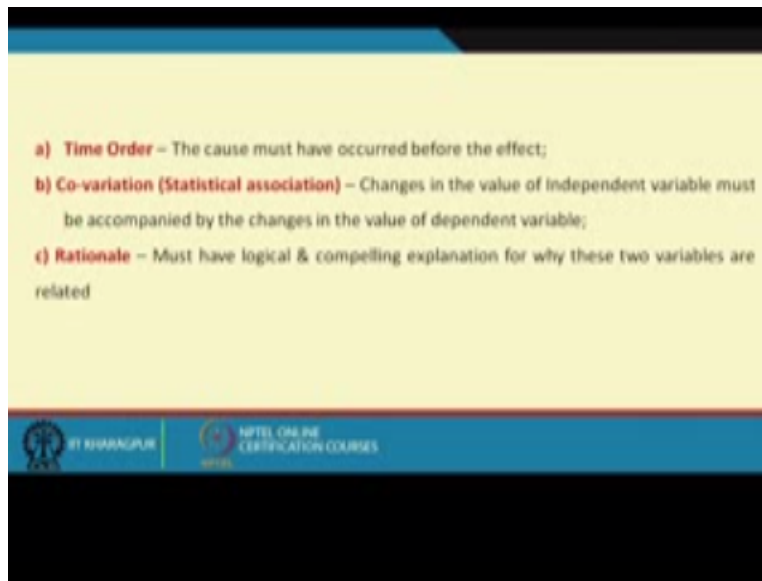 a) Time Order – The cause must have occurred before the effect;
b) Co-variation (Statistical association) – Changes in the value of Independent variable must
be accompanied by the changes in the value of dependent variable;
c) Rationale – Must have logical & compelling explanation for why these two variables are
related
IIT KHARAGPUR
NPTEL ONLINE
CERTIFICATION COURSES
NPTEL